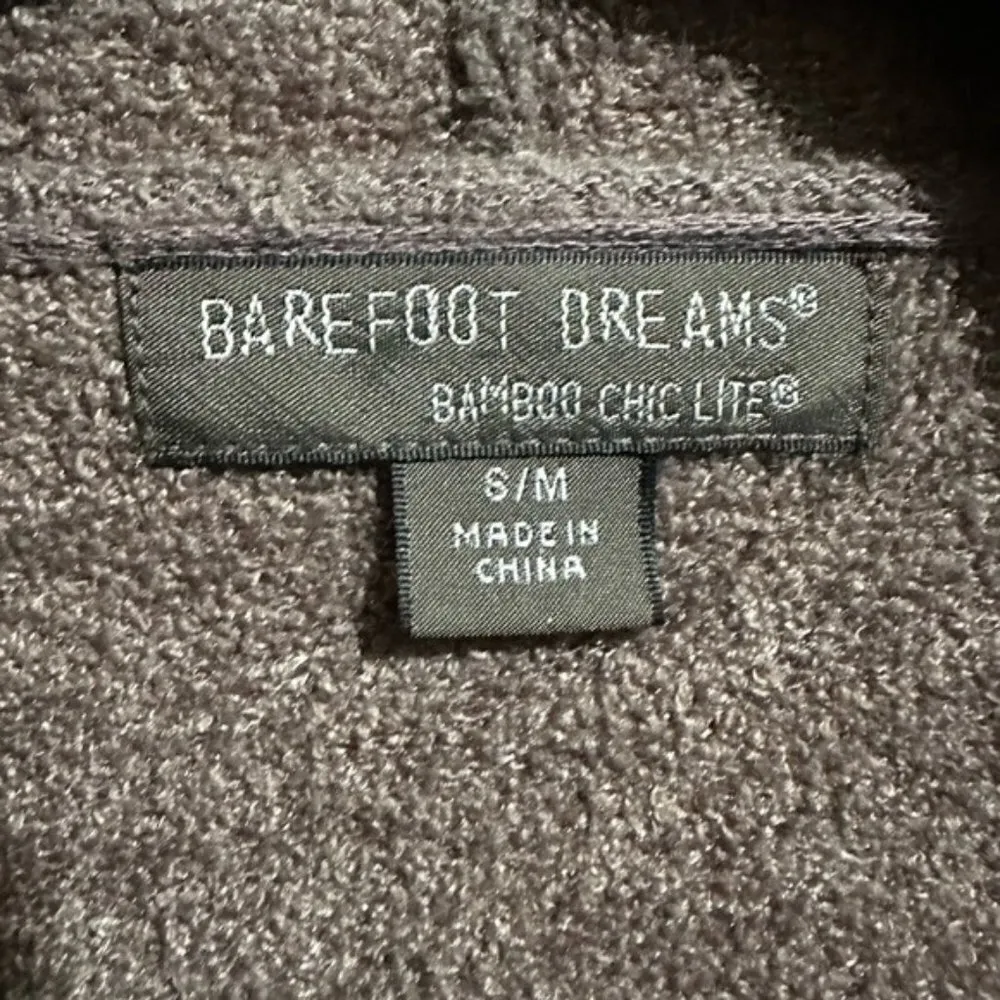 BAREFOOT DREAMS®
BAMBOO CHIC LITE®
S/M
MADE IN
CHINA